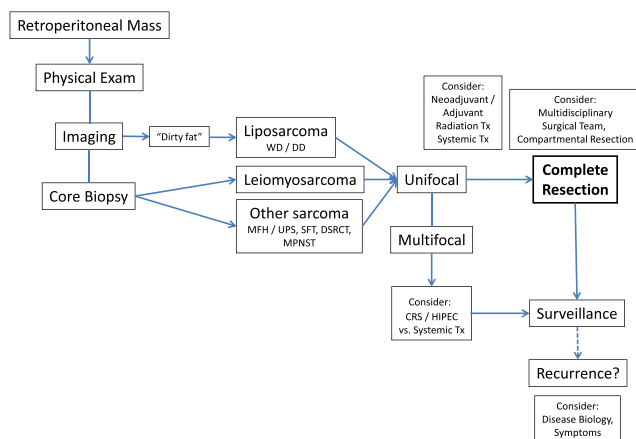 Retroperitoneal Mass
Physical Exam
Imaging
"Dirty fat"
Core Biopsy
Liposarcoma
WD / DD
Leiomyosarcoma
Other sarcoma
MFH / UPS, SFT, DSRCT,
MPNST
Unifocal
Multifocal
Consider:
CRS / HIPEC
vs. Systemic Tx
Consider:
Neoadjuvant /
Adjuvant
Radiation Tx
Systemic Tx
Consider:
Multidisciplinary
Surgical Team,
Compartmental Resection
Complete
Resection
Surveillance
Recurrence?
Consider:
Disease Biology,
Symptoms